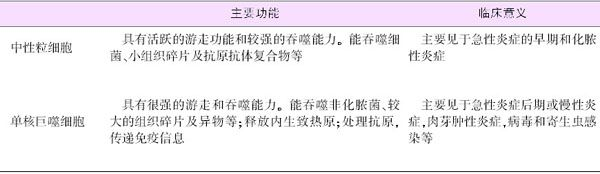 主要功能 临床意义
中性粒细胞 具有活跃的游走功能和较强的吞噬能力。能吞噬细 主要见于急性炎症的早期和化脓
菌、小组织碎片及抗原抗体复合物等 性炎症
具有很强的游走和吞噬能力。能吞噬非化脓菌、较 主要见于急性炎症后期或慢性炎
单核巨噬细胞 大的组织碎片及异物等;释放内生致热原;处理抗原, 症,肉芽肿性炎症,病毒和寄生虫感
传递免疫信息 染等